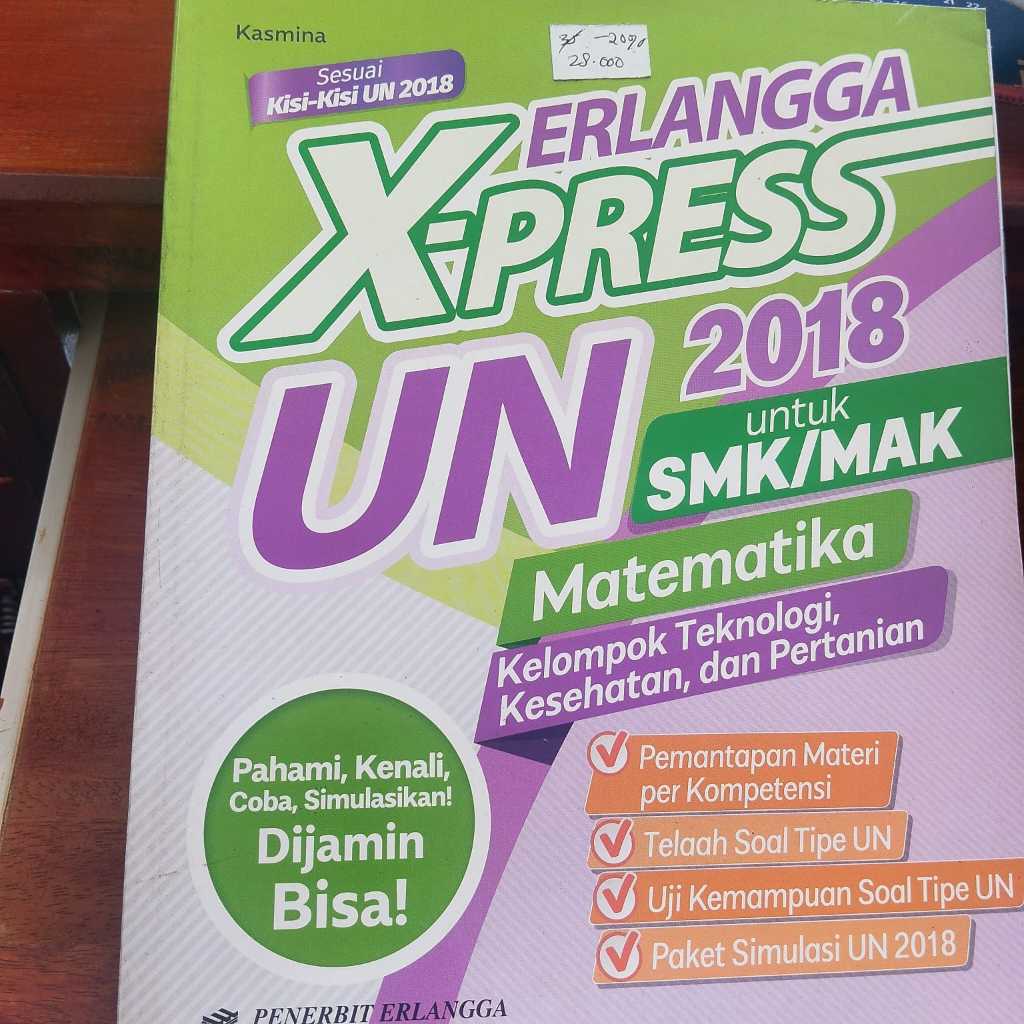 Kasmina
35 -20%
28.000
Sesuai
Kisi-Kisi UN 2018
ERLANGGA
X-PRESS
UN 2018
untuk
SMK/MAK
Matematika
Kelompok Teknologi,
Kesehatan, dan Pertanian
Pahami, Kenali,
Coba, Simulasikan!
Dijamin
Bisa!
Pemantapan Materi
per Kompetensi
Telaah Soal Tipe UN
Uji Kemampuan Soal Tipe UN
Paket Simulasi UN 2018
PENERBIT ERLANGGA